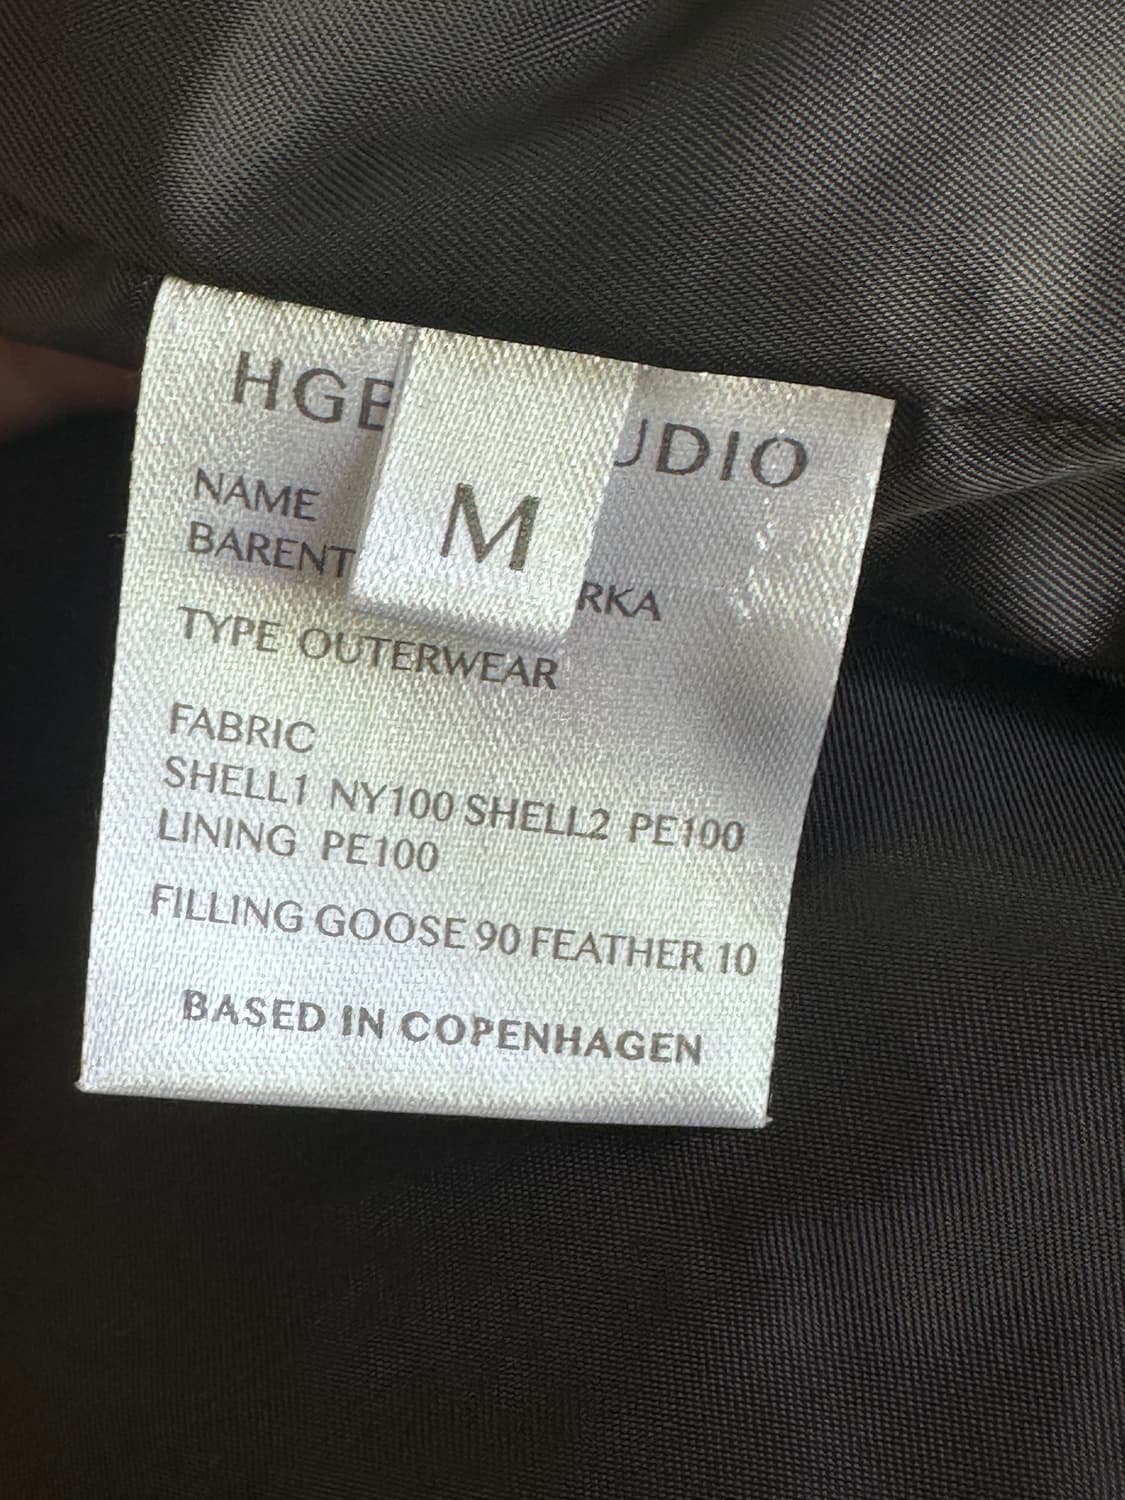 HGE
UDIO
M
NAME
BARENT
RKA
TYPE OUTERWEAR
FABRIC
SHELL1 NY100 SHELL2 PE100
LINING PE100
FILLING GOOSE 90 FEATHER 10
BASED IN COPENHAGEN